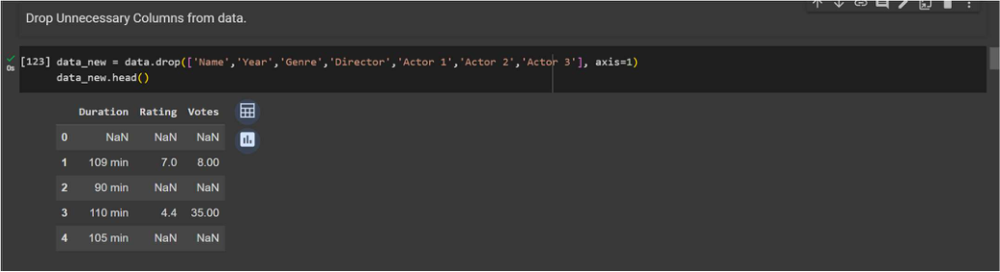 Drop Unnecessary Columns from data.
[123] data_new = data.drop(['Name','Year','Genre','Director','Actor 1','Actor 2','Actor 3'], axis=1)
0s
data_new.head()
Duration Rating Votes
0 NaN NaN NaN
1 109 min 7.0 8.00
2 90 min NaN NaN
3 110 min 4.4 35.00
4 105 min NaN NaN